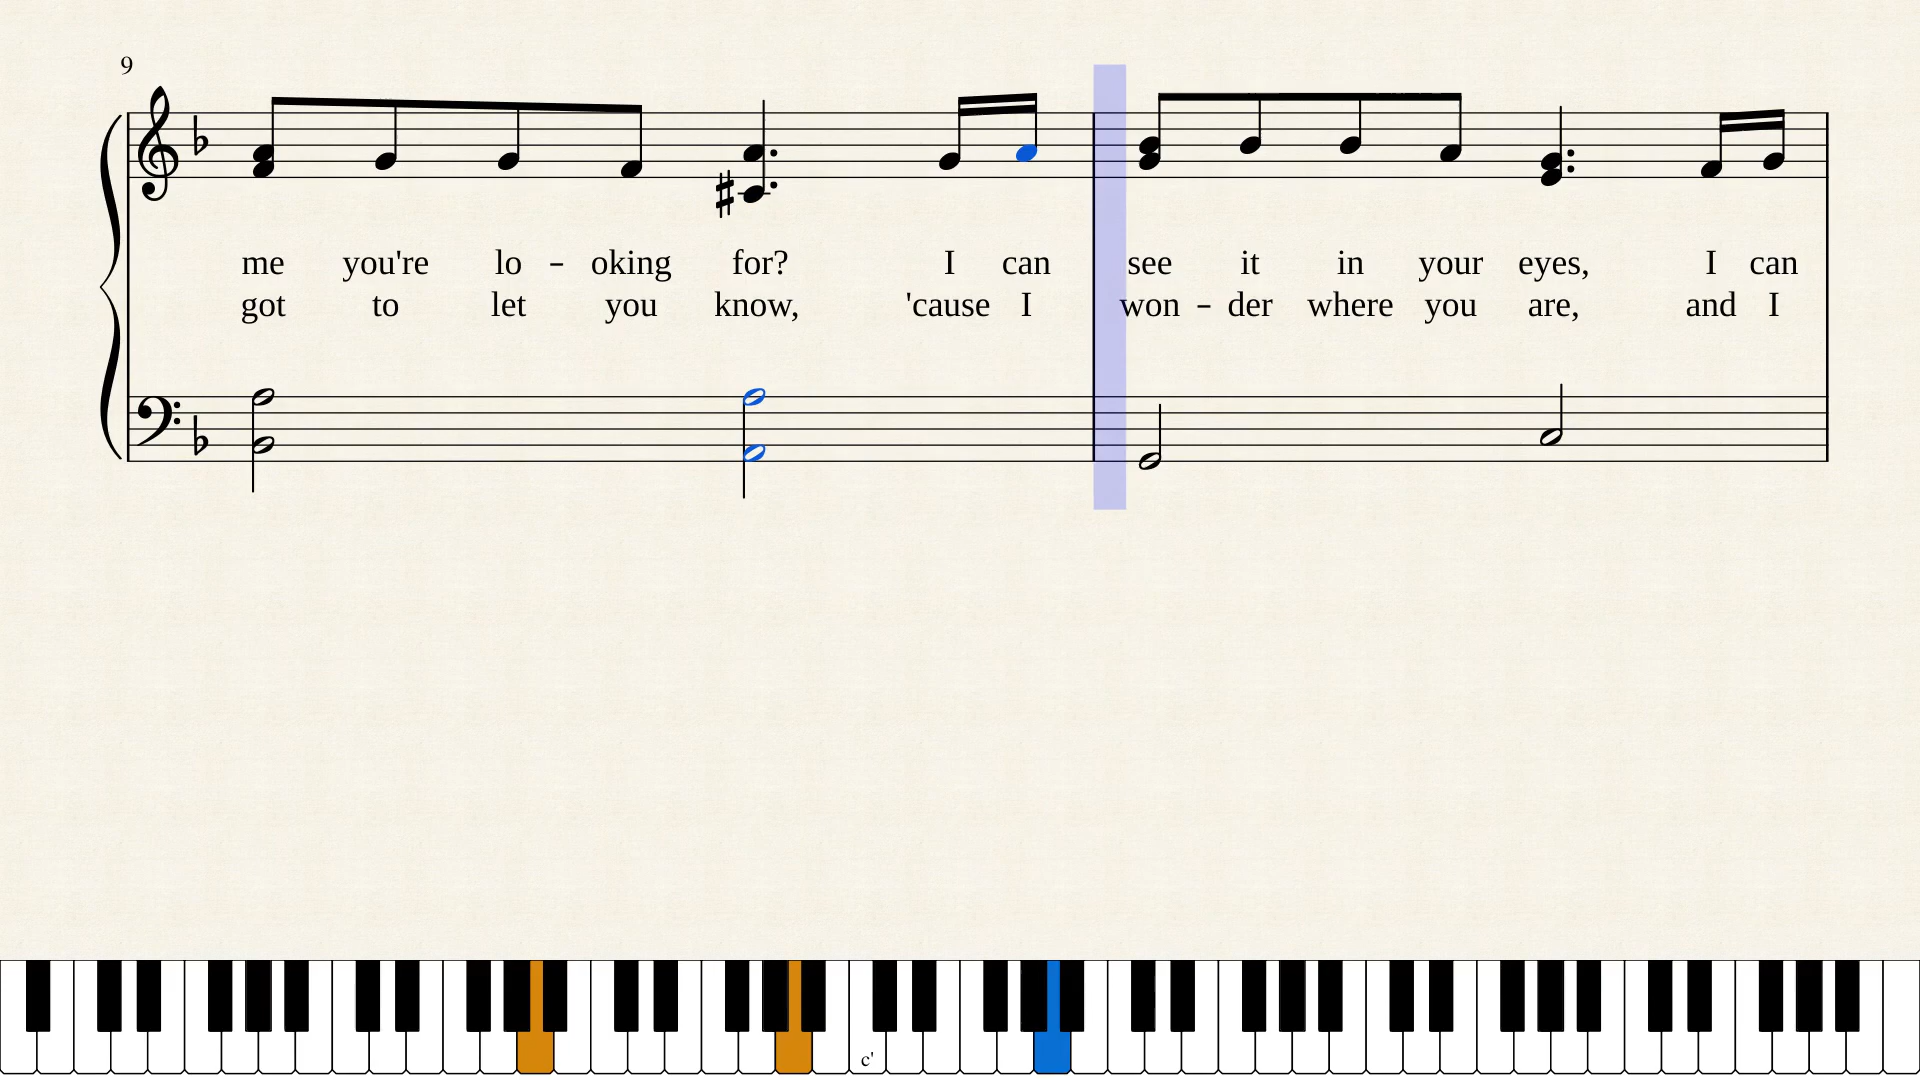 9
me you're lo - oking for? I can see it in your eyes, I can
got to let you know, 'cause I won - der where you are, and I
c'